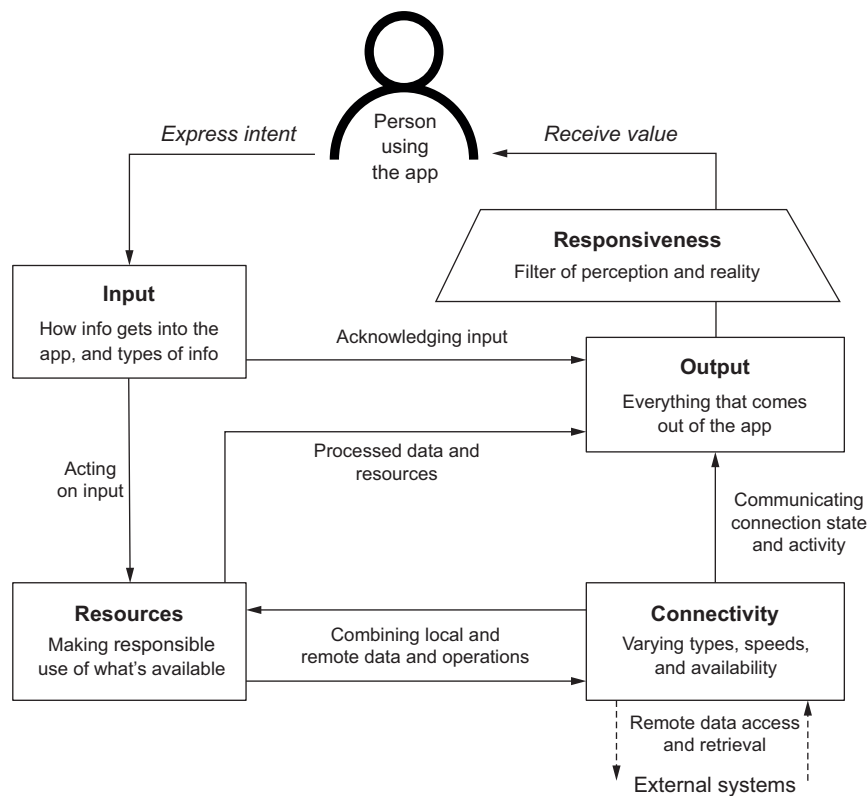 Express intent
Person
using
the app
Receive value
Responsiveness
Filter of perception and reality
Input
How info gets into the
app, and types of info
Acknowledging input
Output
Everything that comes
out of the app
Processed data and
resources
Acting
on input
Communicating
connection state
and activity
Resources
Making responsible
use of what's available
Combining local and
remote data and operations
Connectivity
Varying types, speeds,
and availability
Remote data access
and retrieval
External systems